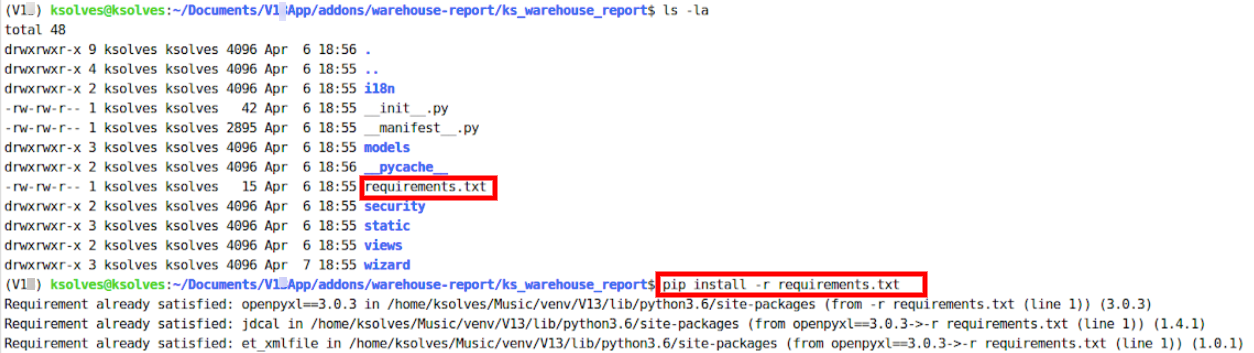 (V1 ) ksolves@ksolves:~/Documents/V1 App/addons/warehouse-report/ks_warehouse_report$ ls -la
total 48
drwxrwxr-x 9 ksolves ksolves 4096 Apr  6 18:56 .
drwxrwxr-x 4 ksolves ksolves 4096 Apr  6 18:55 ..
drwxrwxr-x 2 ksolves ksolves 4096 Apr  6 18:55 i18n
-rw-rw-r-- 1 ksolves ksolves   42 Apr  6 18:55 __init__.py
-rw-rw-r-- 1 ksolves ksolves 2895 Apr  6 18:55 __manifest__.py
drwxrwxr-x 3 ksolves ksolves 4096 Apr  6 18:55 models
drwxrwxr-x 2 ksolves ksolves 4096 Apr  6 18:56 __pycache__
-rw-rw-r-- 1 ksolves ksolves   15 Apr  6 18:55 requirements.txt
drwxrwxr-x 2 ksolves ksolves 4096 Apr  6 18:55 security
drwxrwxr-x 3 ksolves ksolves 4096 Apr  6 18:55 static
drwxrwxr-x 2 ksolves ksolves 4096 Apr  6 18:55 views
drwxrwxr-x 3 ksolves ksolves 4096 Apr  7 18:55 wizard
(V1 ) ksolves@ksolves:~/Documents/V1 App/addons/warehouse-report/ks_warehouse_report$ pip install -r requirements.txt
Requirement already satisfied: openpyxl==3.0.3 in /home/ksolves/Music/venv/V13/lib/python3.6/site-packages (from -r requirements.txt (line 1)) (3.0.3)
Requirement already satisfied: jdcal in /home/ksolves/Music/venv/V13/lib/python3.6/site-packages (from openpyxl==3.0.3->-r requirements.txt (line 1)) (1.4.1)
Requirement already satisfied: et_xmlfile in /home/ksolves/Music/venv/V13/lib/python3.6/site-packages (from openpyxl==3.0.3->-r requirements.txt (line 1)) (1.0.1)